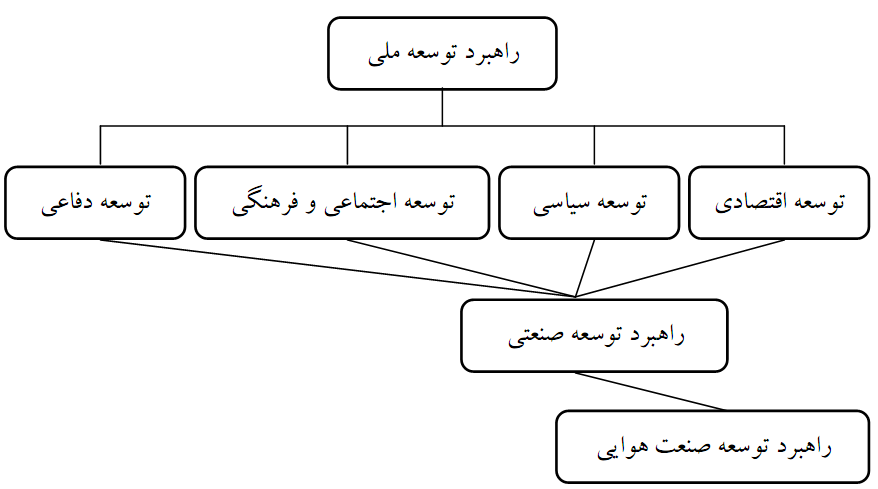 راهبرد توسعه ملی
توسعه اقتصادی
توسعه سیاسی
توسعه اجتماعی و فرهنگی
توسعه دفاعی
راهبرد توسعه صنعتی
راهبرد توسعه صنعت هوایی